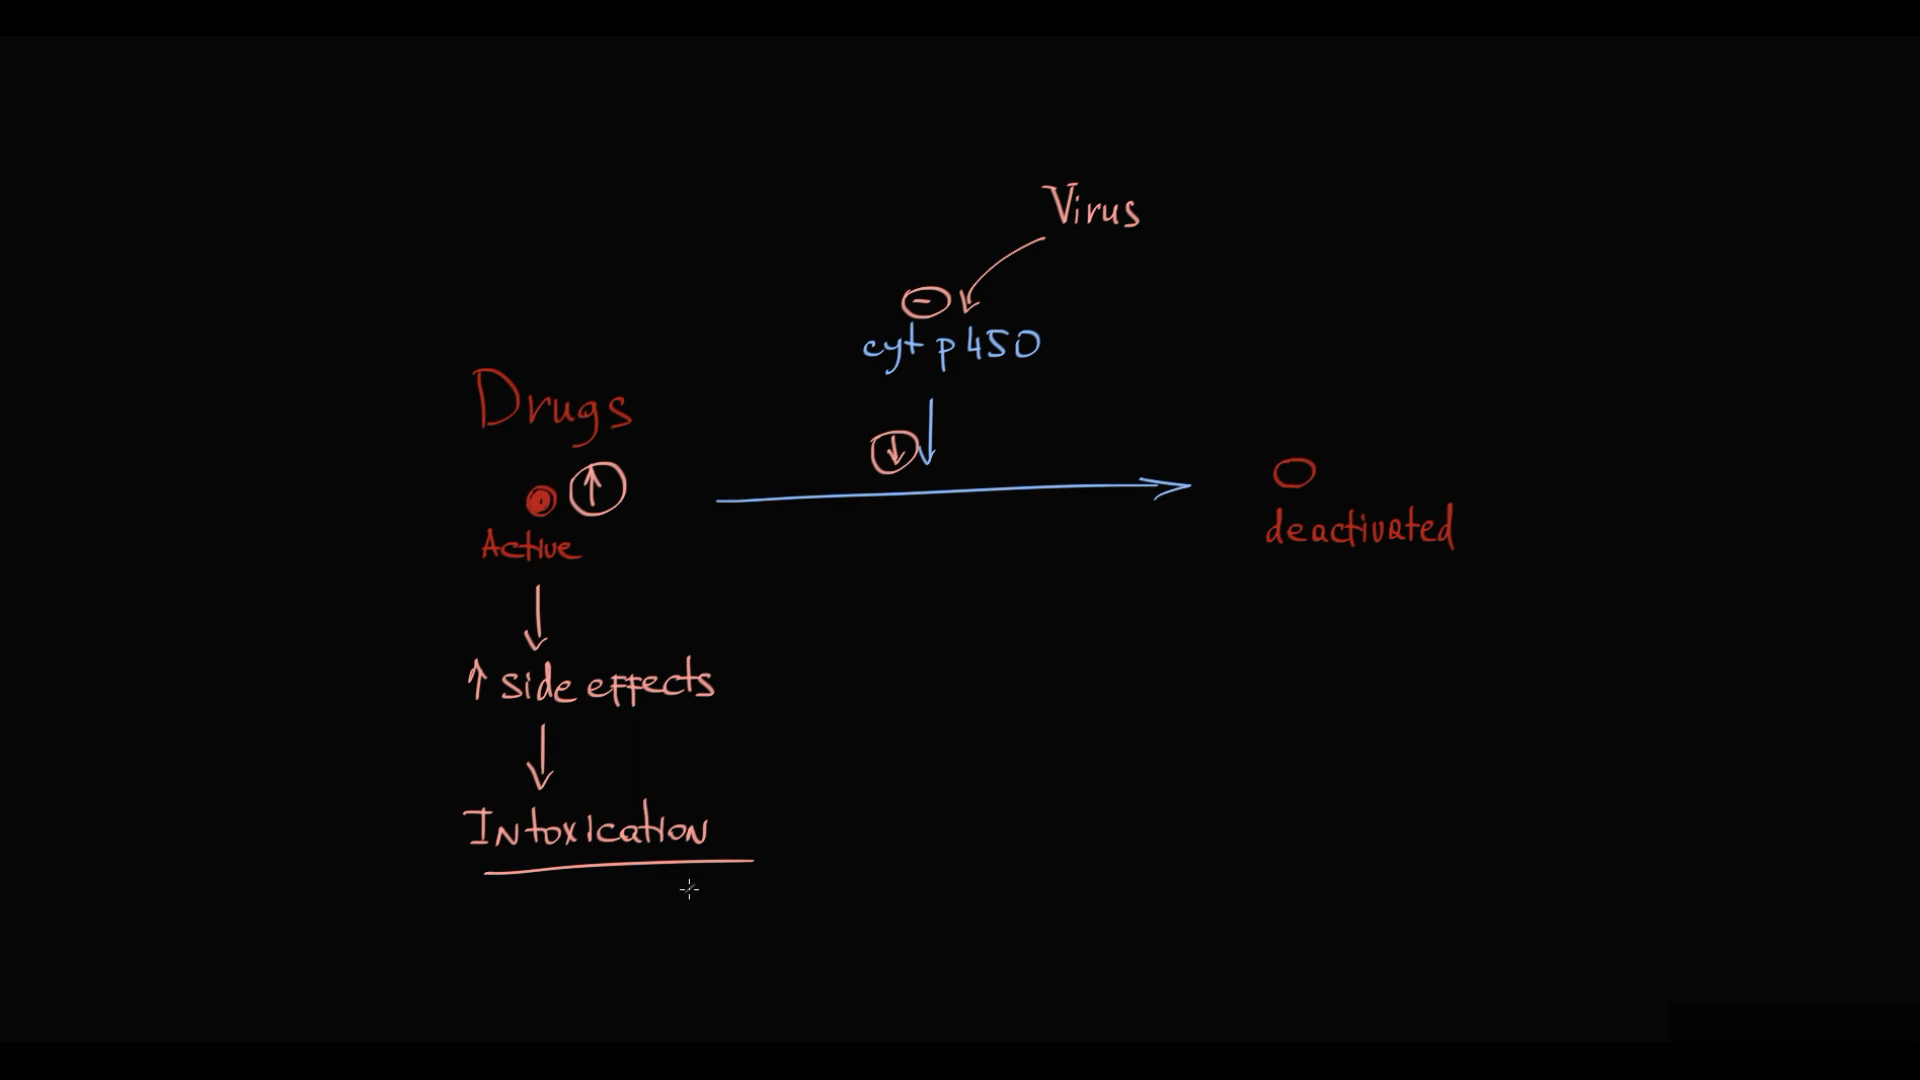 Virus
cyt p450
Drugs
Active
deactivated
↑ side effects
Intoxication